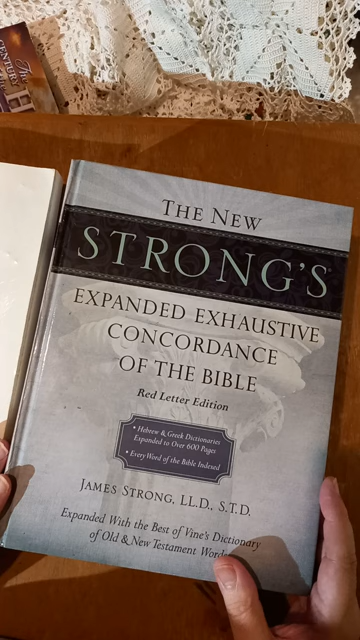 The
CENTURY
THE NEW
STRONG'S
EXPANDED EXHAUSTIVE
CONCORDANCE
OF THE BIBLE
Red Letter Edition
• Hebrew & Greek Dictionaries
Expanded to Over 600 Pages
• Every Word of the Bible Indexed
JAMES STRONG, LL.D., S.T.D.
Expanded With the Best of Vine's Dictionary
of Old & New Testament Words